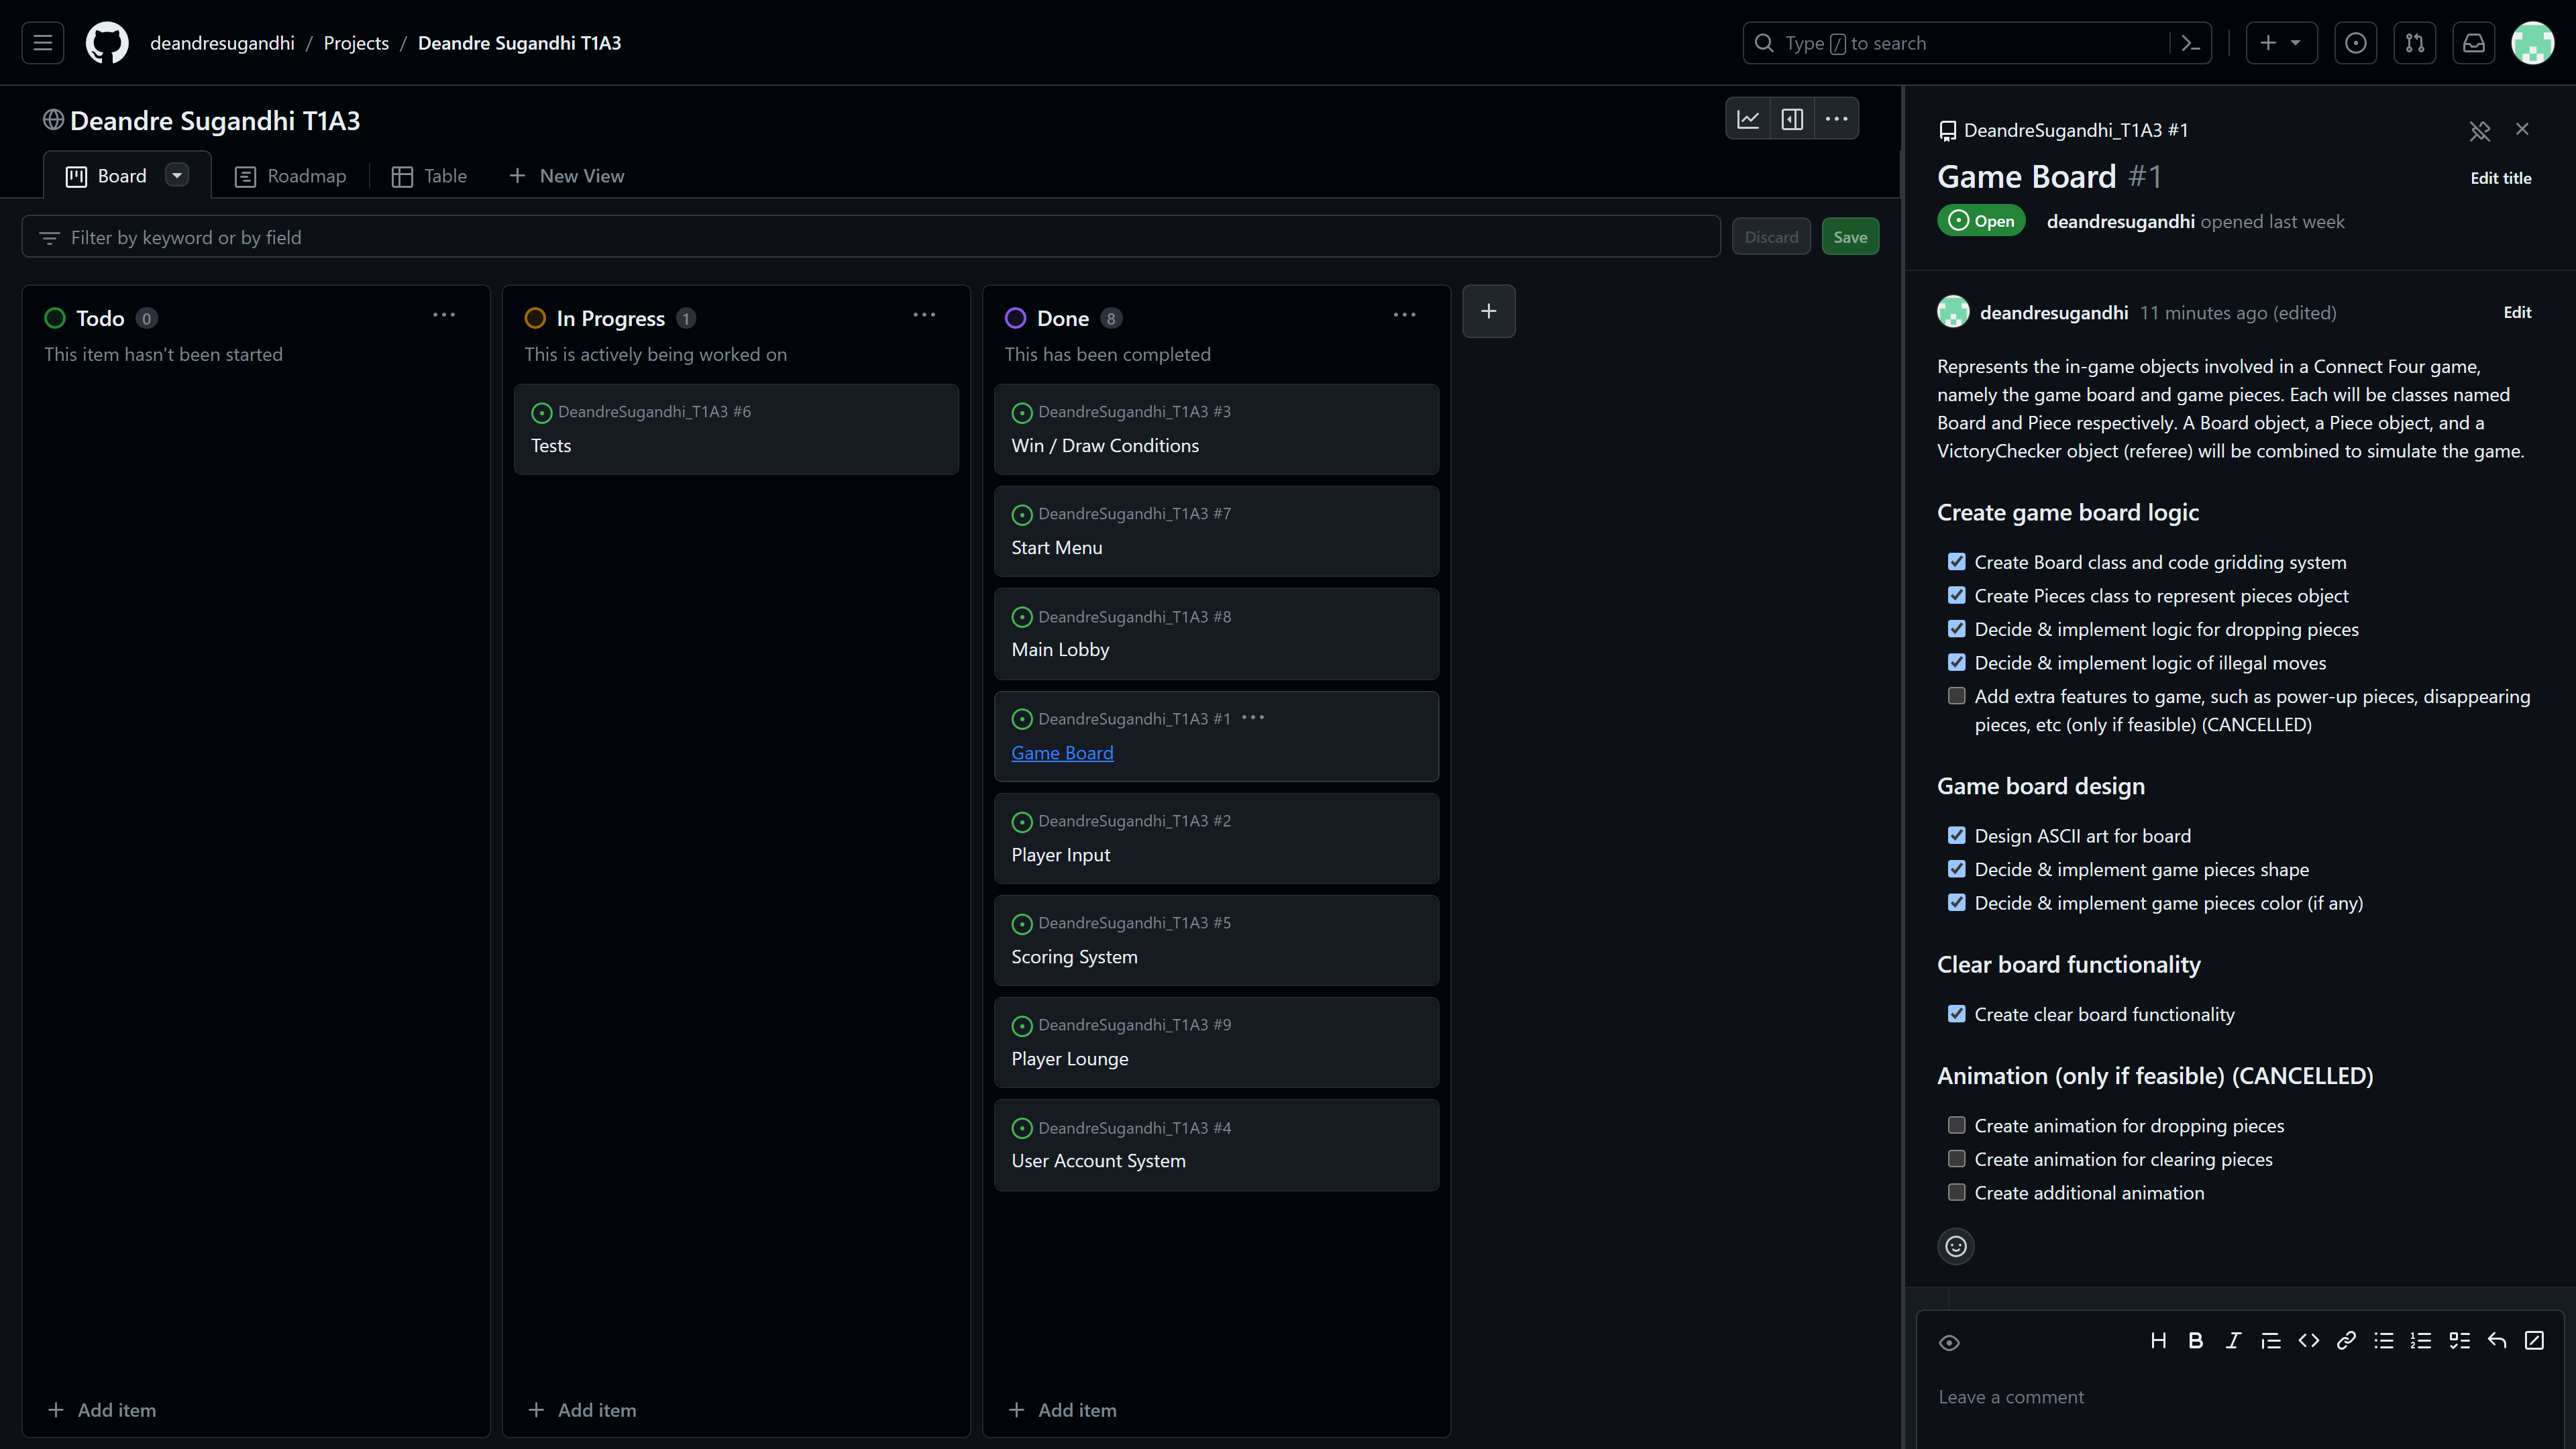 deandresugandhi / Projects / Deandre Sugandhi T1A3
Type / to search
Deandre Sugandhi T1A3
Board
Roadmap
Table
New View
Filter by keyword or by field
Discard
Save
Todo 0
This item hasn't been started
Add item
In Progress 1
This is actively being worked on
DeandreSugandhi_T1A3 #6
Tests
Add item
Done 8
This has been completed
DeandreSugandhi_T1A3 #3
Win / Draw Conditions
DeandreSugandhi_T1A3 #7
Start Menu
DeandreSugandhi_T1A3 #8
Main Lobby
DeandreSugandhi_T1A3 #1
Game Board
DeandreSugandhi_T1A3 #2
Player Input
DeandreSugandhi_T1A3 #5
Scoring System
DeandreSugandhi_T1A3 #9
Player Lounge
DeandreSugandhi_T1A3 #4
User Account System
Add item
DeandreSugandhi_T1A3 #1
Game Board #1
Edit title
Open
deandresugandhi opened last week
deandresugandhi 11 minutes ago (edited)
Edit
Represents the in-game objects involved in a Connect Four game,
namely the game board and game pieces. Each will be classes named
Board and Piece respectively. A Board object, a Piece object, and a
VictoryChecker object (referee) will be combined to simulate the game.
Create game board logic
Create Board class and code gridding system
Create Pieces class to represent pieces object
Decide & implement logic for dropping pieces
Decide & implement logic of illegal moves
Add extra features to game, such as power-up pieces, disappearing
pieces, etc (only if feasible) (CANCELLED)
Game board design
Design ASCII art for board
Decide & implement game pieces shape
Decide & implement game pieces color (if any)
Clear board functionality
Create clear board functionality
Animation (only if feasible) (CANCELLED)
Create animation for dropping pieces
Create animation for clearing pieces
Create additional animation
Leave a comment